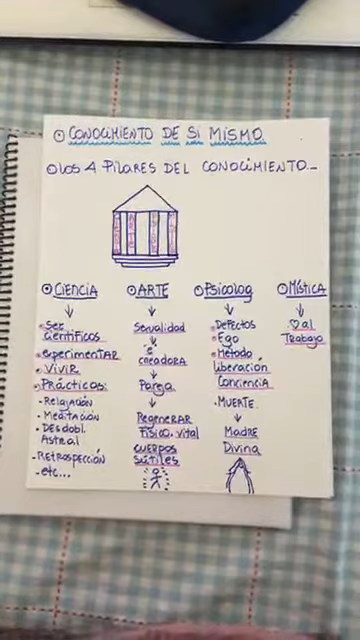 CONOCIMIENTO DE SI MISMO
LOS 4 PILARES DEL CONOCIMIENTO...
CIENCIA
Ser
científicos
experimentar
Vivir
Prácticas:
- Relajación
- Meditación
- Desdobl.
Astral
- Retrospección
- etc...
ARTE
Sexualidad
é
creadora
Pareja
Regenerar
Físico. vital
cuerpos
sútiles
Psicolog
Defectos
Ego
Método
liberación
Conciencia
. MUERTE.
Madre
Divina
Mística
♡ al
Trabajo